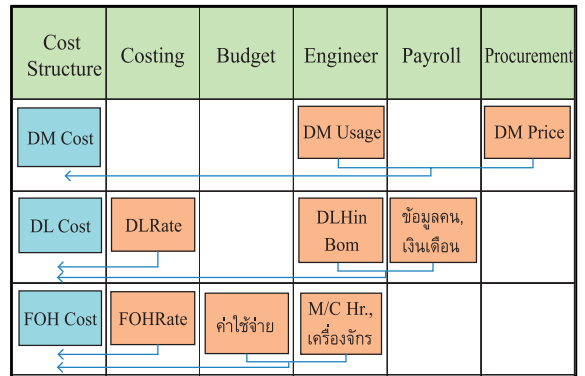 Cost Structure Costing Budget Engineer Payroll Procurement
DM Cost DM Usage DM Price
DL Cost DLRate DLHin Bom ข้อมูลคน, เงินเดือน
FOH Cost FOHRate ค่าใช้จ่าย M/C Hr., เครื่องจักร